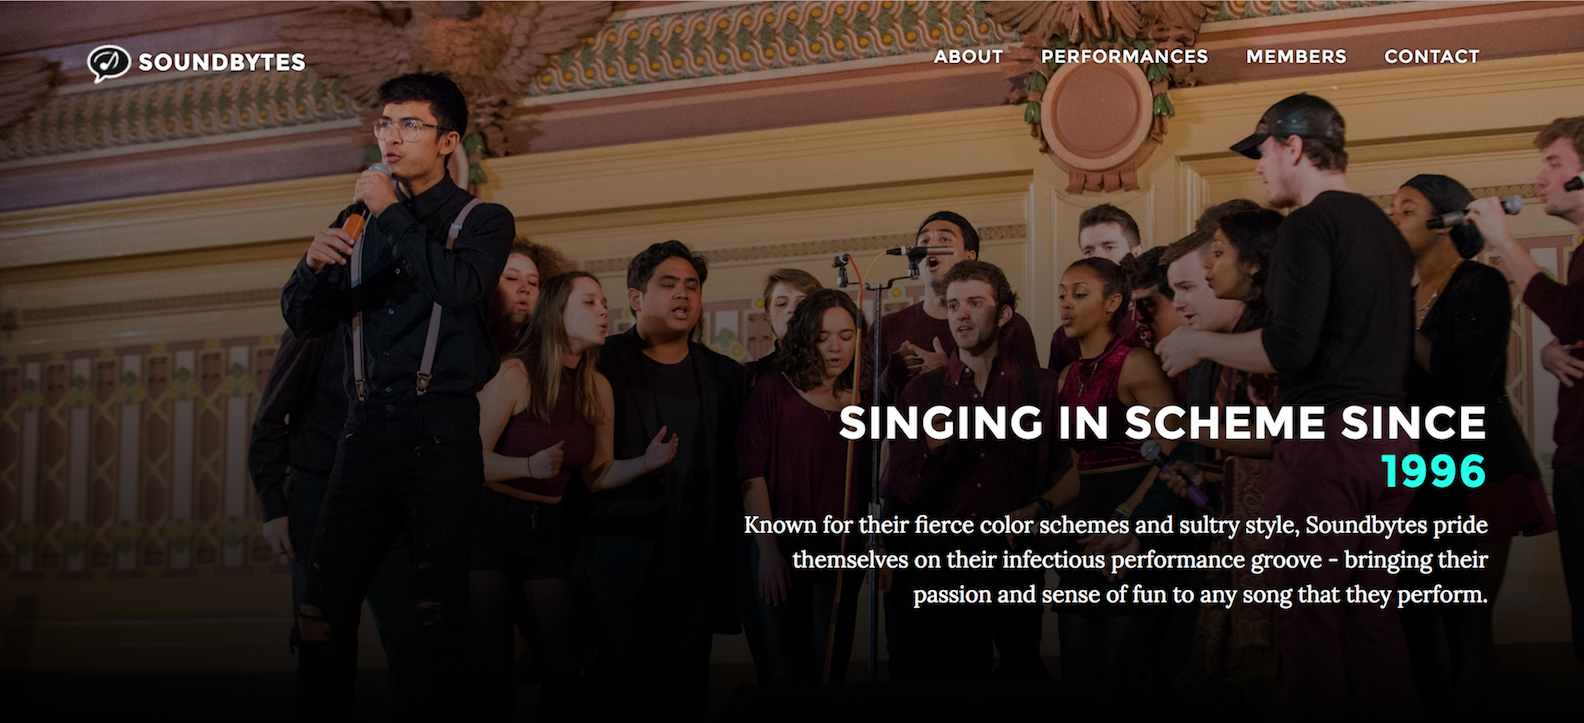 SOUNDBYTES
ABOUT PERFORMANCES MEMBERS CONTACT
SINGING IN SCHEME SINCE
1996
Known for their fierce color schemes and sultry style, Soundbytes pride
themselves on their infectious performance groove - bringing their
passion and sense of fun to any song that they perform.